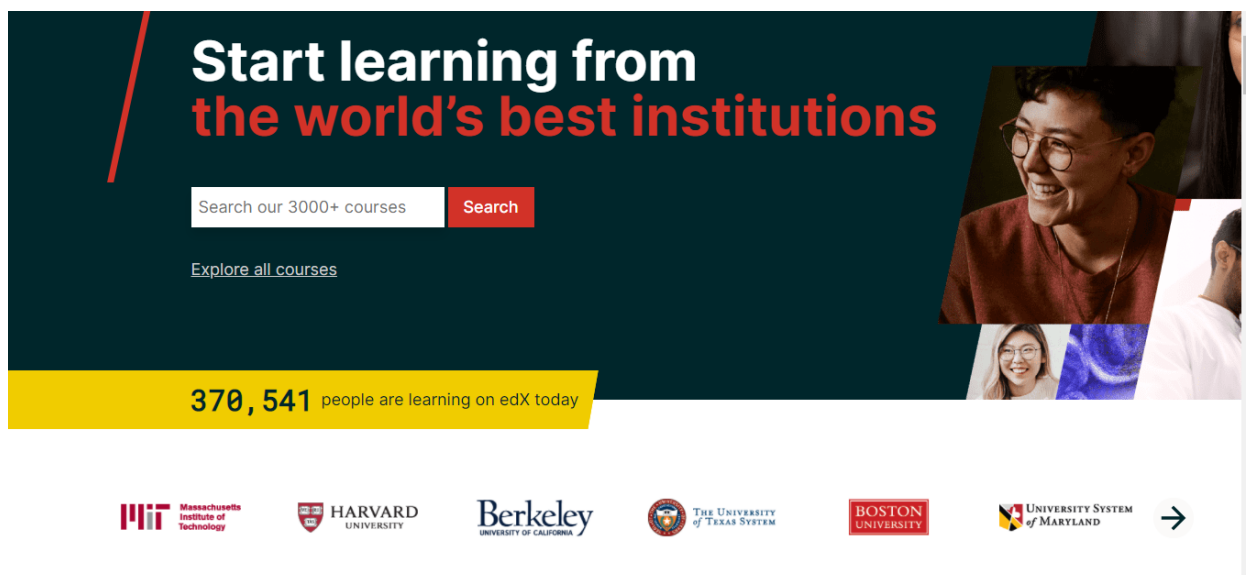 Start learning from
the world's best institutions
Search our 3000+ courses
Search
Explore all courses
370,541 people are learning on edX today
MIT
Massachusetts
Institute of
Technology
HARVARD
UNIVERSITY
Berkeley
UNIVERSITY OF CALIFORNIA
THE UNIVERSITY
of TEXAS SYSTEM
BOSTON
UNIVERSITY
UNIVERSITY SYSTEM
of MARYLAND